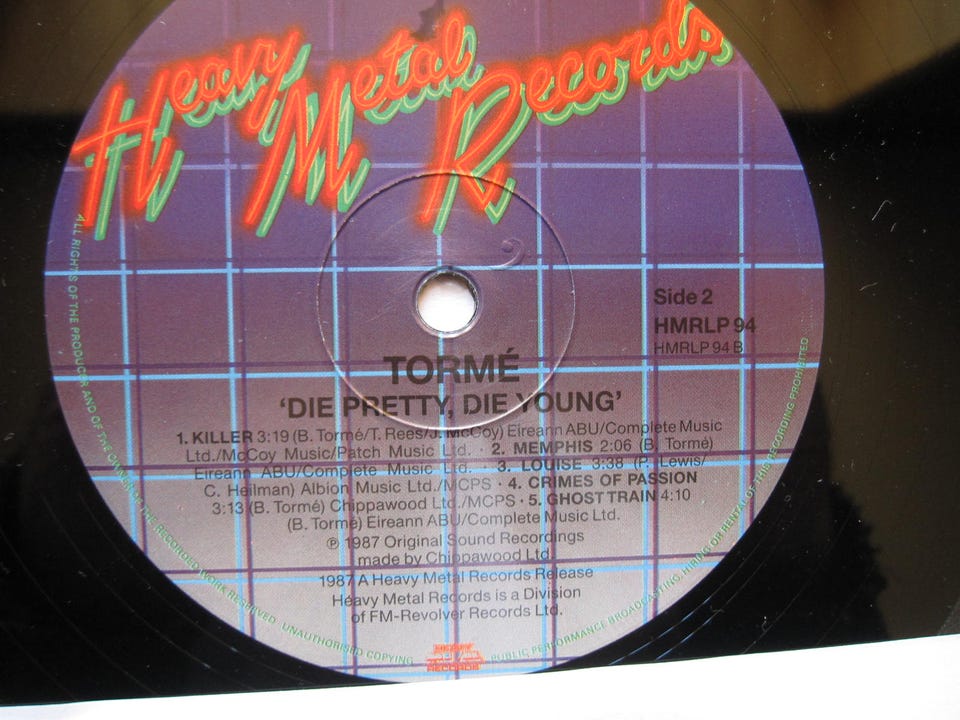 Heavy Metal Records
Side 2
HMRLP 94
HMRLP 94 B
TORMÉ
‘DIE PRETTY, DIE YOUNG’
1. KILLER 3:19 (B. Tormé/T. Rees/J. McCoy) Eireann ABU/Complete Music
Ltd./McCoy Music/Patch Music Ltd. · 2. MEMPHIS 2:06 (B. Tormé)
Eireann ABU/Complete Music Ltd. · 3. LOUISE 3:38 (P. Lewis/
C. Heilman) Albion Music Ltd./MCPS · 4. CRIMES OF PASSION
3:13 (B. Tormé) Chippawood Ltd./MCPS · 5. GHOST TRAIN 4:10
(B. Tormé) Eireann ABU/Complete Music Ltd.
℗ 1987 Original Sound Recordings
made by Chippawood Ltd.
1987 A Heavy Metal Records Release
Heavy Metal Records is a Division
of FM-Revolver Records Ltd.
ALL RIGHTS OF THE PRODUCER AND OF THE OWNER OF THE RECORDED WORK RESERVED. UNAUTHORISED COPYING PUBLIC PERFORMANCE BROADCASTING, HIRING OR RENTAL OF THIS RECORDING PROHIBITED
HEAVY METAL RECORDS